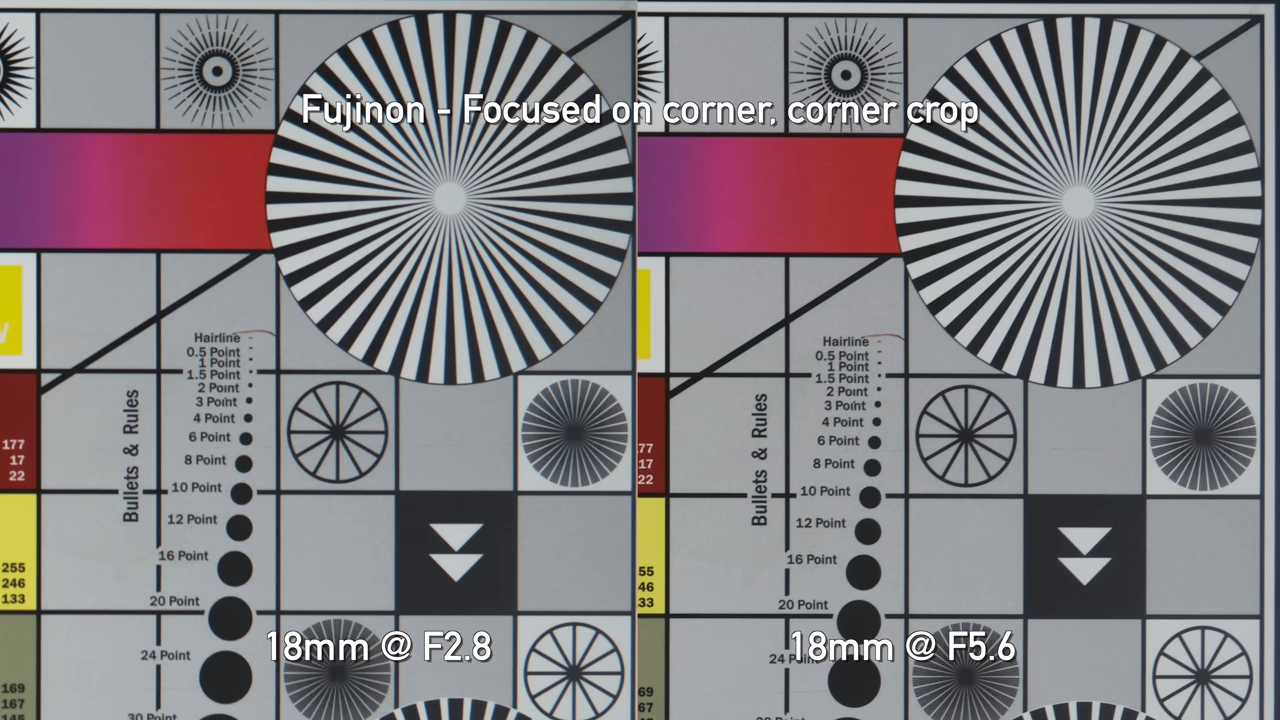 Fujinon - Focused on corner, corner crop
Hairline
0.5 Point
1 Point
1.5 Point
2 Point
3 Point
4 Point
6 Point
8 Point
10 Point
12 Point
16 Point
20 Point
24 Point
30 Point
Bullets & Rules
177
17
22
255
246
133
169
167
18mm @ F2.8
Hairline
0.5 Point
1 Point
1.5 Point
2 Point
3 Point
4 Point
6 Point
8 Point
10 Point
12 Point
16 Point
20 Point
24 Point
Bullets & Rules
77
17
22
55
46
33
69
67
18mm @ F5.6